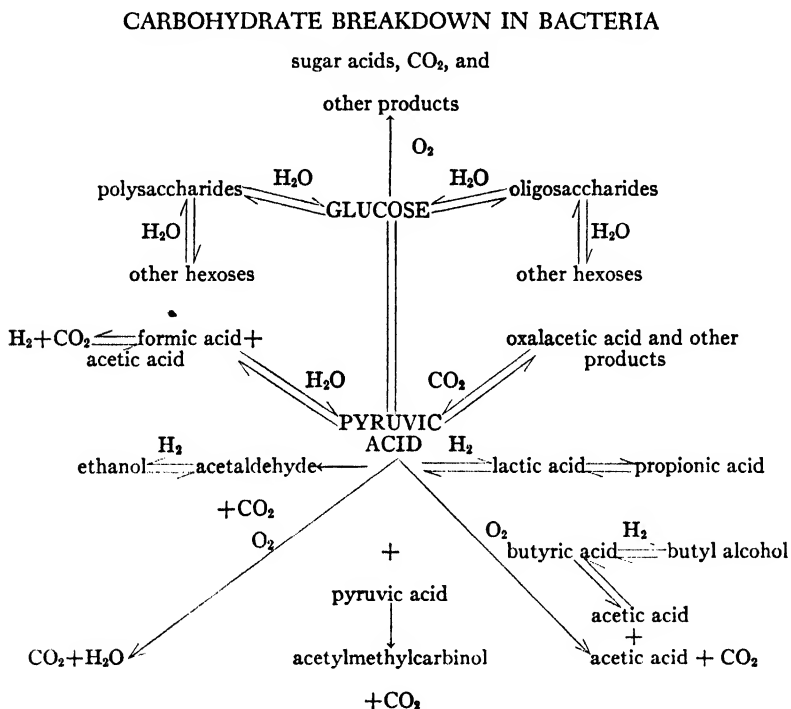 CARBOHYDRATE BREAKDOWN IN BACTERIA
sugar acids, CO₂, and
other products
O₂
H₂O H₂O
polysaccharides oligosaccharides
GLUCOSE
H₂O H₂O
other hexoses other hexoses
H₂+CO₂ formic acid+ oxalacetic acid and other
acetic acid products
H₂O CO₂
PYRUVIC
ACID
H₂ H₂
ethanol acetaldehyde lactic acid propionic acid
+CO₂
O₂ O₂ H₂
butyric acid butyl alcohol
+
pyruvic acid
acetic acid
+
CO₂+H₂O acetylmethylcarbinol acetic acid + CO₂
+CO₂